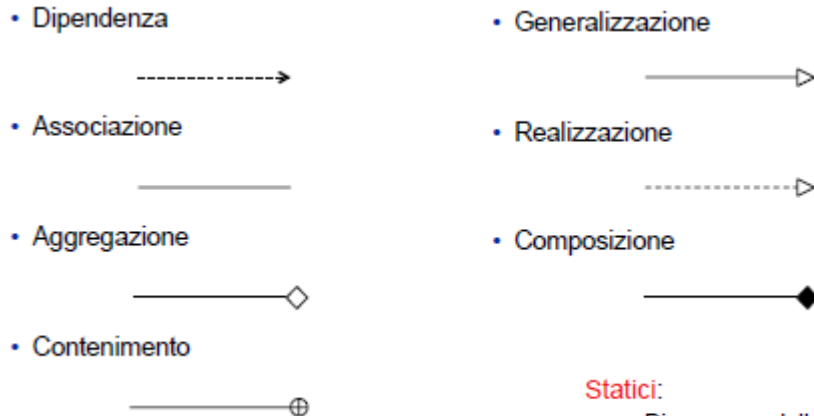 • Dipendenza
• Generalizzazione
• Associazione
• Realizzazione
• Aggregazione
• Composizione
• Contenimento
Statici: